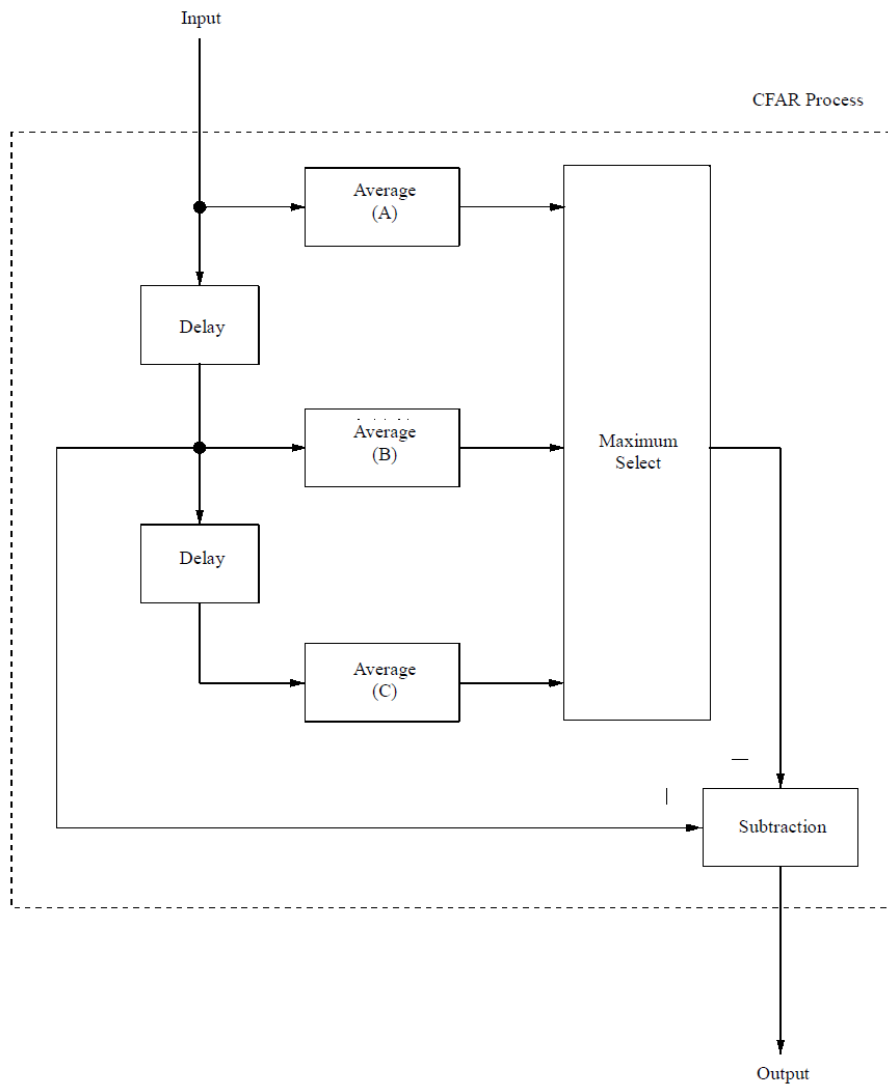 Input
CFAR Process
Average
(A)
Delay
Average
(B)
Maximum
Select
Delay
Average
(C)
Subtraction
Output